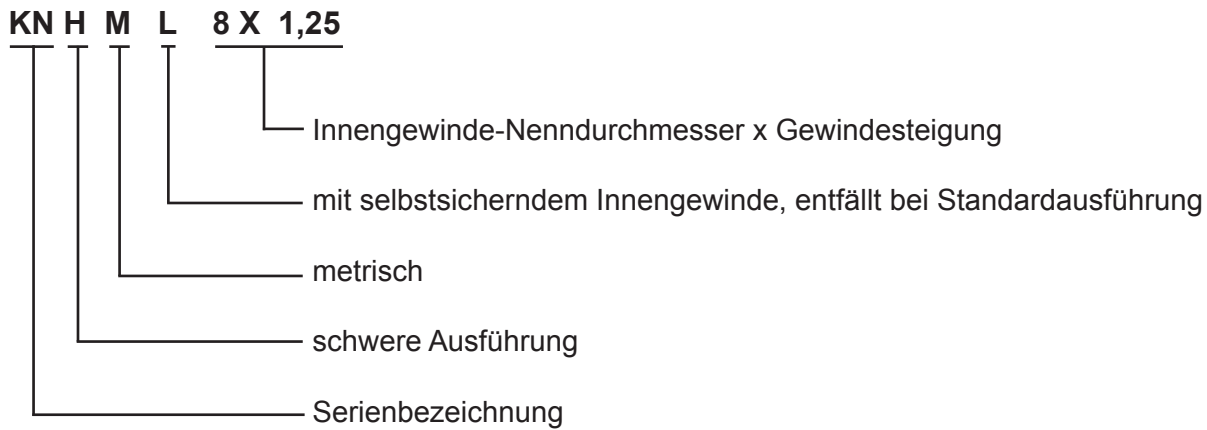 KN H M L 8 X 1,25
Innengewinde-Nenndurchmesser x Gewindesteigung
mit selbstsicherndem Innengewinde, entfällt bei Standardausführung
metrisch
schwere Ausführung
Serienbezeichnung